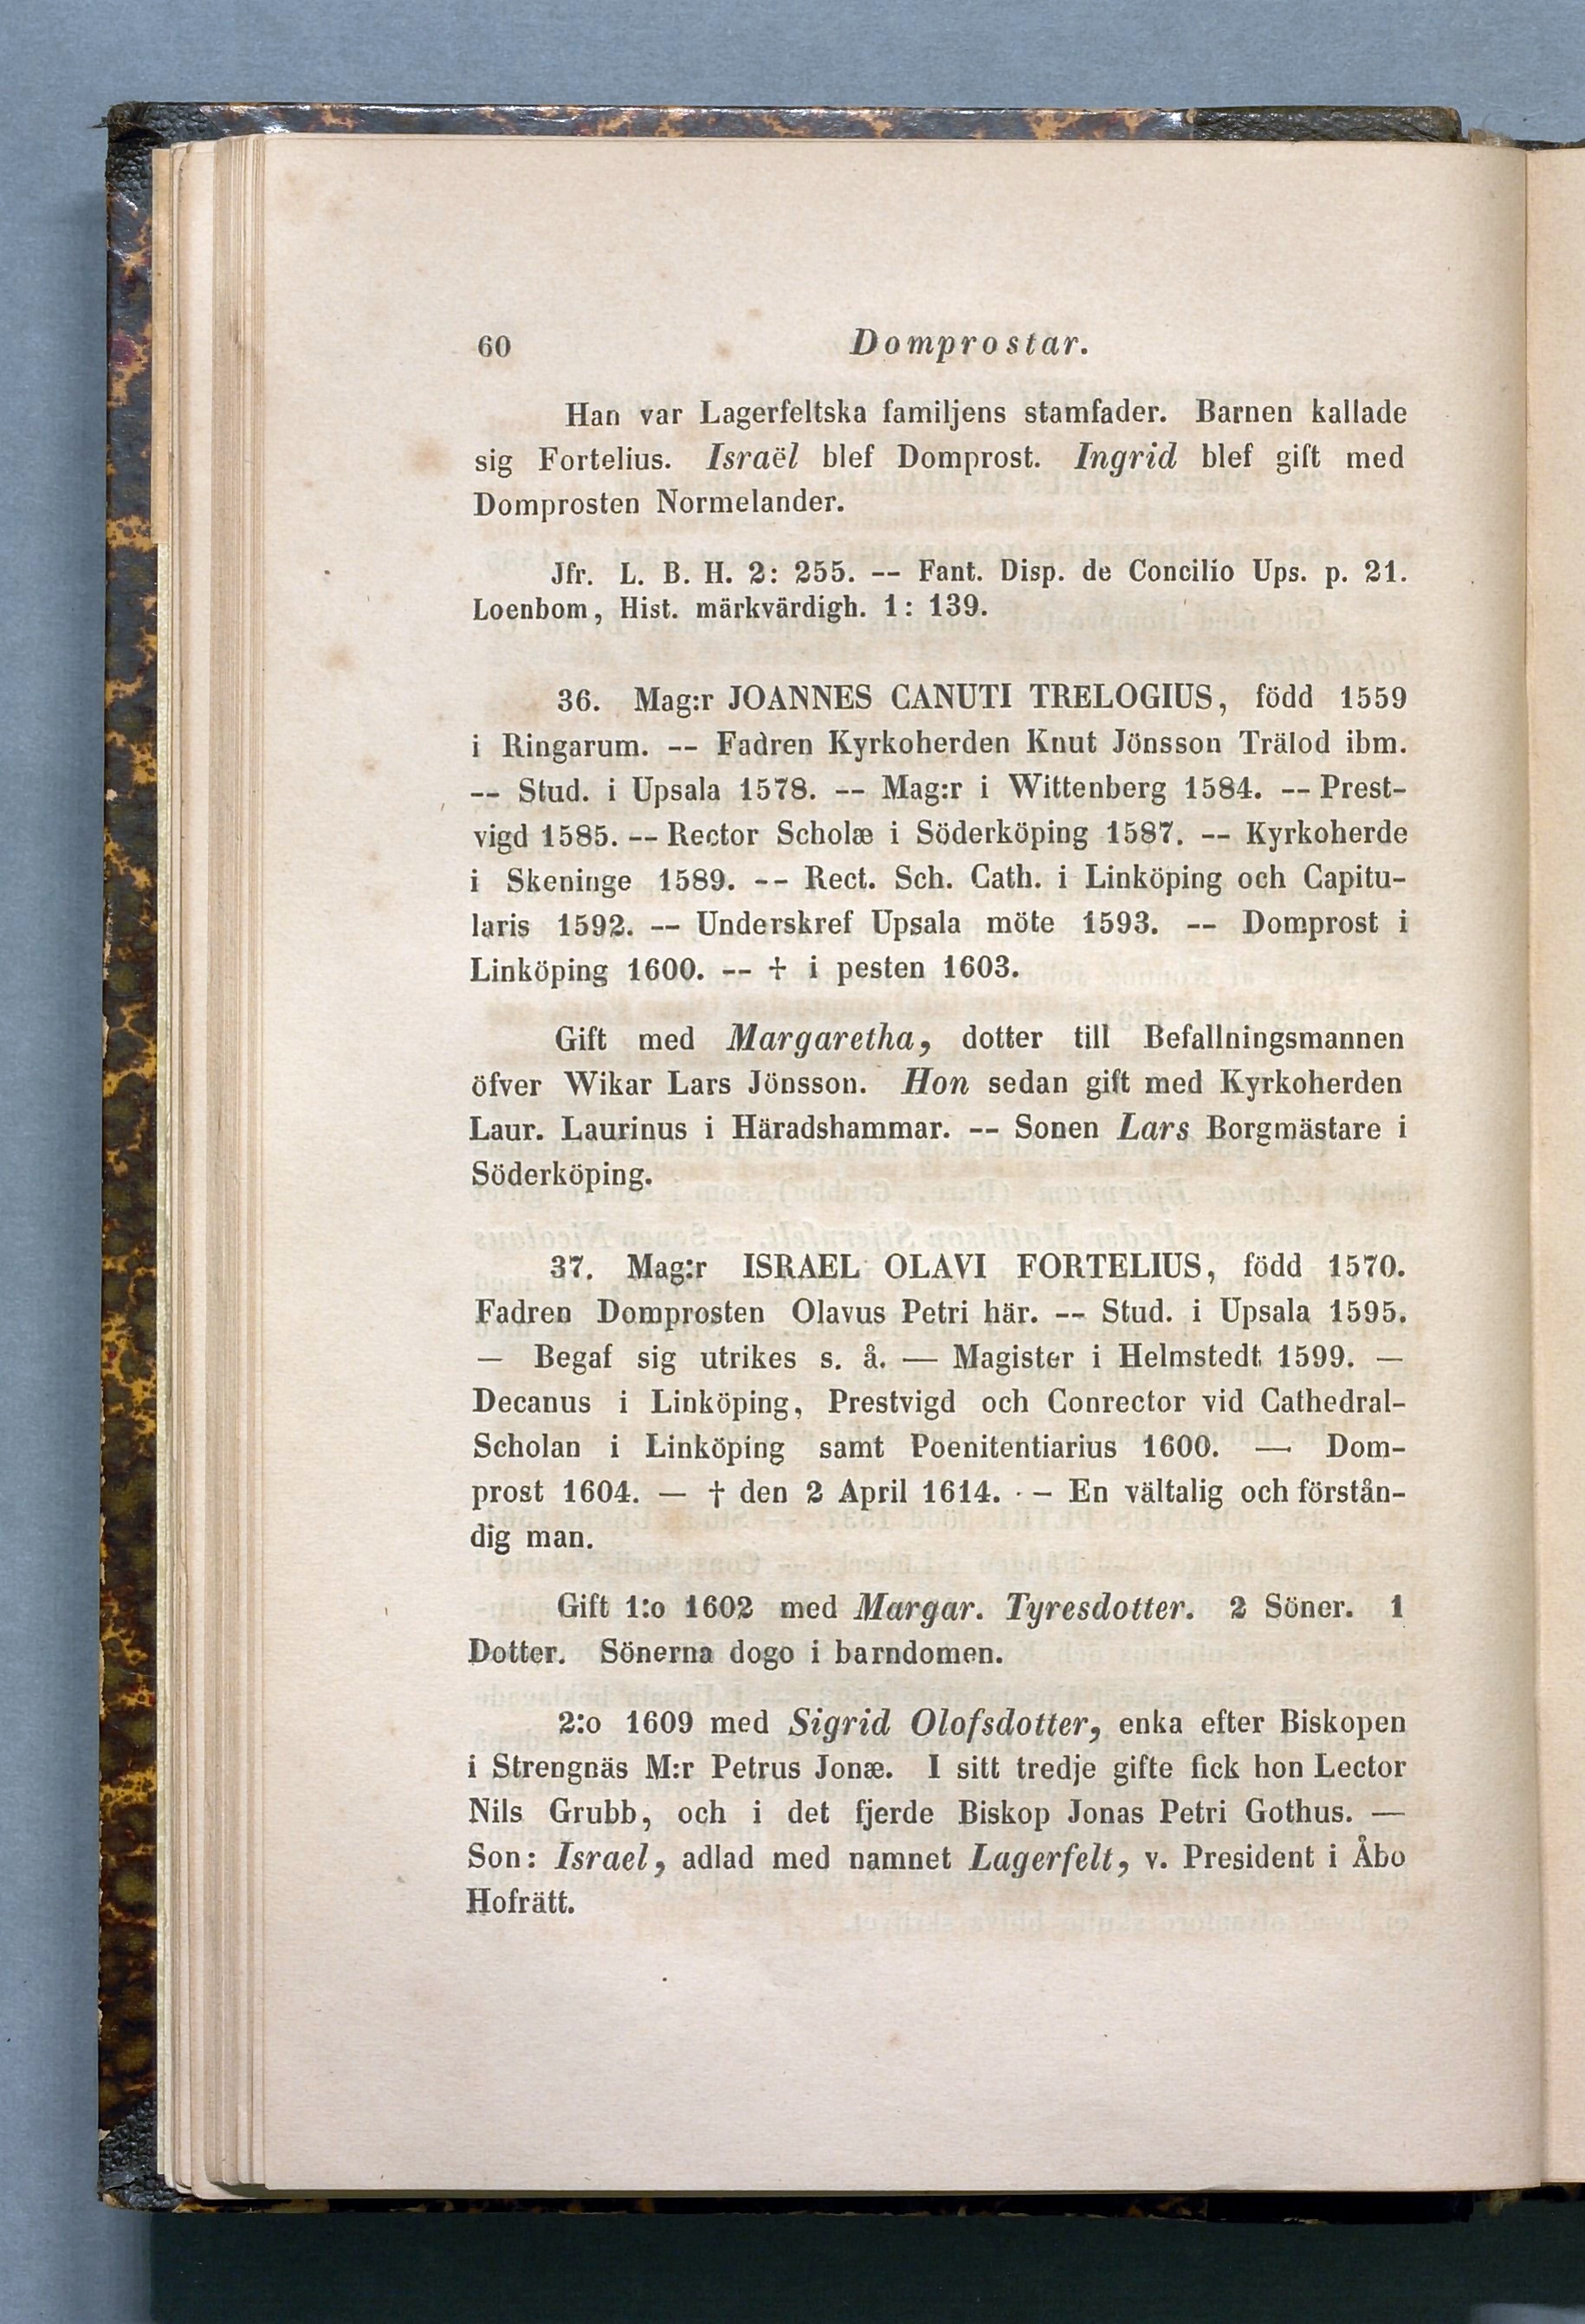 60 Domprostar.
Han var Lagerfeltska familjens stamfader. Barnen kallade
sig Fortelius. Israël blef Domprost. Ingrid blef gift med
Domprosten Normelander.
Jfr. L. B. H. 2: 255. -- Fant. Disp. de Concilio Ups. p. 21.
Loenbom, Hist. märkvärdigh. 1: 139.
36. Mag:r JOANNES CANUTI TRELOGIUS, född 1559
i Ringarum. -- Fadren Kyrkoherden Knut Jönsson Trälod ibm.
-- Stud. i Upsala 1578. -- Mag:r i Wittenberg 1584. -- Prest-
vigd 1585. -- Rector Scholæ i Söderköping 1587. -- Kyrkoherde
i Skeninge 1589. -- Rect. Sch. Cath. i Linköping och Capitu-
laris 1592. -- Underskref Upsala möte 1593. -- Domprost i
Linköping 1600. -- † i pesten 1603.
Gift med Margaretha, dotter till Befallningsmannen
öfver Wikar Lars Jönsson. Hon sedan gift med Kyrkoherden
Laur. Laurinus i Häradshammar. -- Sonen Lars Borgmästare i
Söderköping.
37. Mag:r ISRAEL OLAVI FORTELIUS, född 1570.
Fadren Domprosten Olavus Petri här. -- Stud. i Upsala 1595.
— Begaf sig utrikes s. å. — Magister i Helmstedt 1599. —
Decanus i Linköping, Prestvigd och Conrector vid Cathedral-
Scholan i Linköping samt Poenitentiarius 1600. — Dom-
prost 1604. — † den 2 April 1614. -- En vältalig och förstån-
dig man.
Gift 1:o 1602 med Margar. Tyresdotter. 2 Söner. 1
Dotter. Sönerna dogo i barndomen.
2:o 1609 med Sigrid Olofsdotter, enka efter Biskopen
i Strengnäs M:r Petrus Jonæ. I sitt tredje gifte fick hon Lector
Nils Grubb, och i det fjerde Biskop Jonas Petri Gothus. —
Son: Israel, adlad med namnet Lagerfelt, v. President i Åbo
Hofrätt.